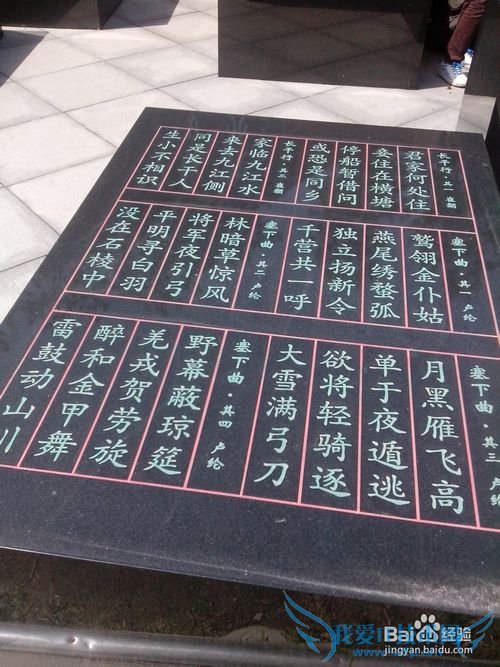 长干行·其一 崔颢
君家何处住
妾住在横塘
停船暂借问
或恐是同乡
长干行·其二 崔颢
家临九江水
来去九江侧
同是长干人
生小不相识
塞下曲·其一 卢纶
鹫翎金仆姑
燕尾绣蝥弧
独立扬新令
千营共一呼
塞下曲·其二 卢纶
林暗草惊风
将军夜引弓
平明寻白羽
没在石棱中
塞下曲·其三 卢纶
月黑雁飞高
单于夜遁逃
欲将轻骑逐
大雪满弓刀
塞下曲·其四 卢纶
野幕蔽琼筵
羌戎贺劳旋
醉和金甲舞
雷鼓动山川
我爱
Baidu经验
jingyan.baidu.com